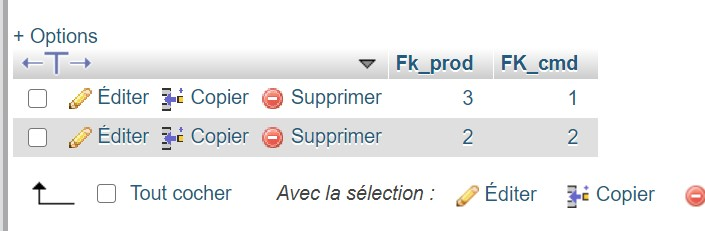 + Options
←T→ Fk_prod FK_cmd
Éditer Copier Supprimer 3 1
Éditer Copier Supprimer 2 2
Tout cocher Avec la sélection : Éditer Copier